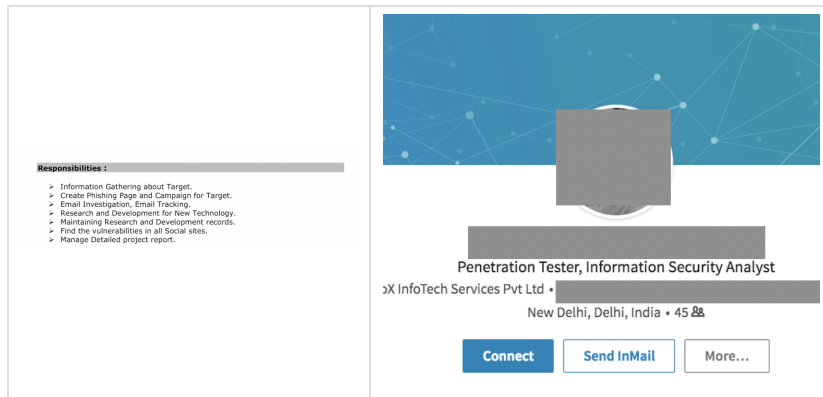 Responsibilities :
➢ Information Gathering about Target.
➢ Create Phishing Page and Campaign for Target.
➢ Email Investigation, Email Tracking.
➢ Research and Development for New Technology.
➢ Maintaining Research and Development records.
➢ Find the vulnerabilities in all Social sites.
➢ Manage Detailed project report.
Penetration Tester, Information Security Analyst
X InfoTech Services Pvt Ltd •
New Delhi, Delhi, India • 45
Connect Send InMail More...